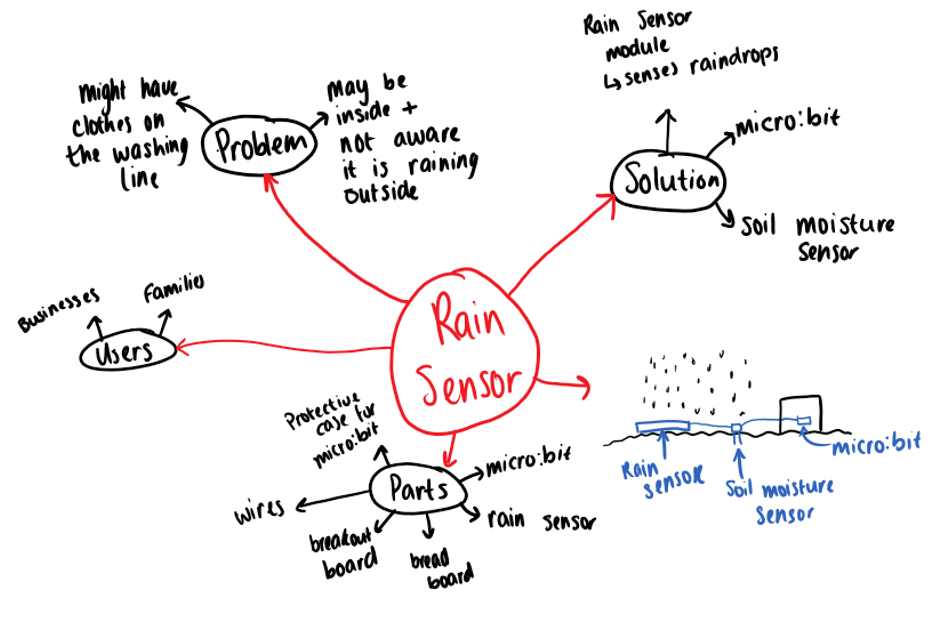 Rain
Sensor
Problem
might have
clothes on
the washing
line
may be
inside +
not aware
it is raining
outside
Solution
Rain Sensor
module
↳ senses raindrops
micro:bit
soil moisture
sensor
Users
Businesses
Families
Parts
Protective
case for
micro:bit
micro:bit
rain sensor
bread
board
breakout
board
wires
Rain
sensor
Soil moisture
sensor
micro:bit